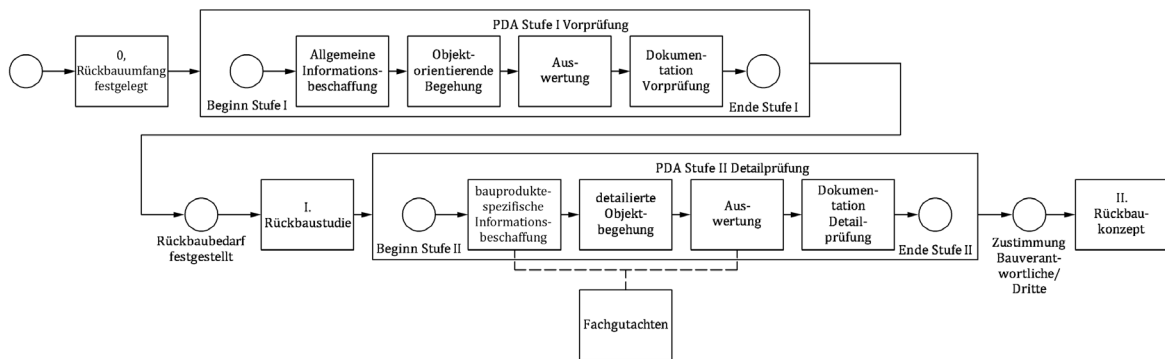 PDA Stufe I Vorprüfung
0,
Rückbauumfang
festgelegt
Beginn Stufe I
Allgemeine
Informations-
beschaffung
Objekt-
orientierende
Begehung
Aus-
wertung
Dokumen-
tation
Vorprüfung
Ende Stufe I
Rückbaubedarf
festgestellt
I.
Rückbaustudie
PDA Stufe II Detailprüfung
Beginn Stufe II
bauprodukte-
spezifische
Informations-
beschaffung
detailierte
Objekt-
begehung
Aus-
wertung
Dokumen-
tation
Detail-
prüfung
Ende Stufe II
Zustimmung
Bauverant-
wortliche/
Dritte
II.
Rückbau-
konzept
Fachgutachten